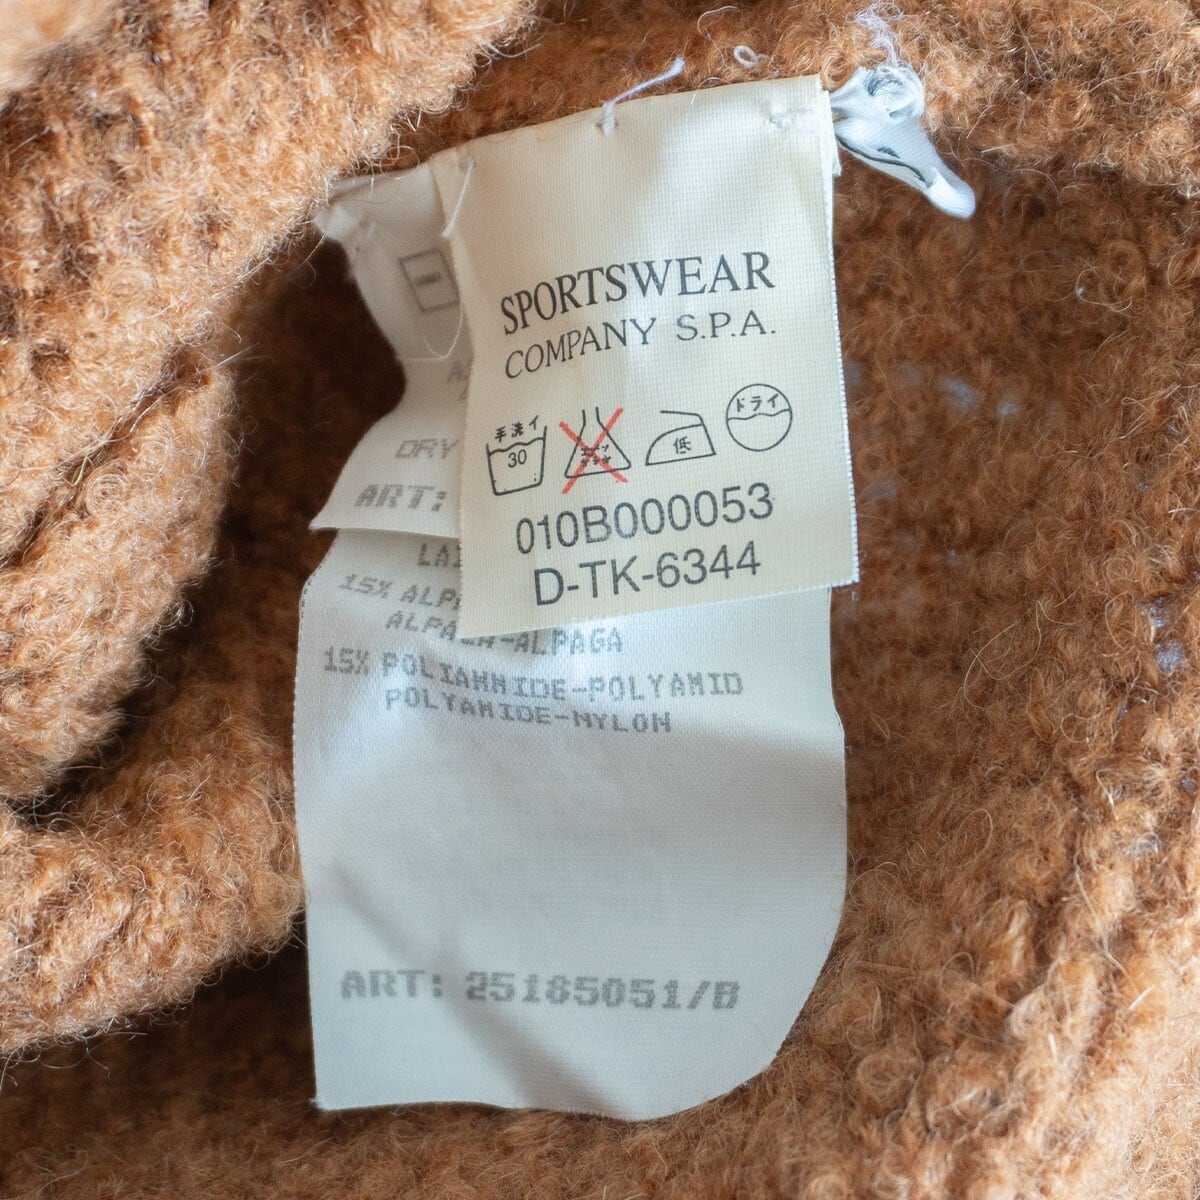 SPORTSWEAR
COMPANY S.P.A.
手洗イ
30
低
ドライ
010B000053
D-TK-6344
DRY
ART:
15%
ALPACA-ALPAGA
15% POLIAMMIDE-POLYAMID
POLYAMIDE-NYLON
ART: 25185051/B